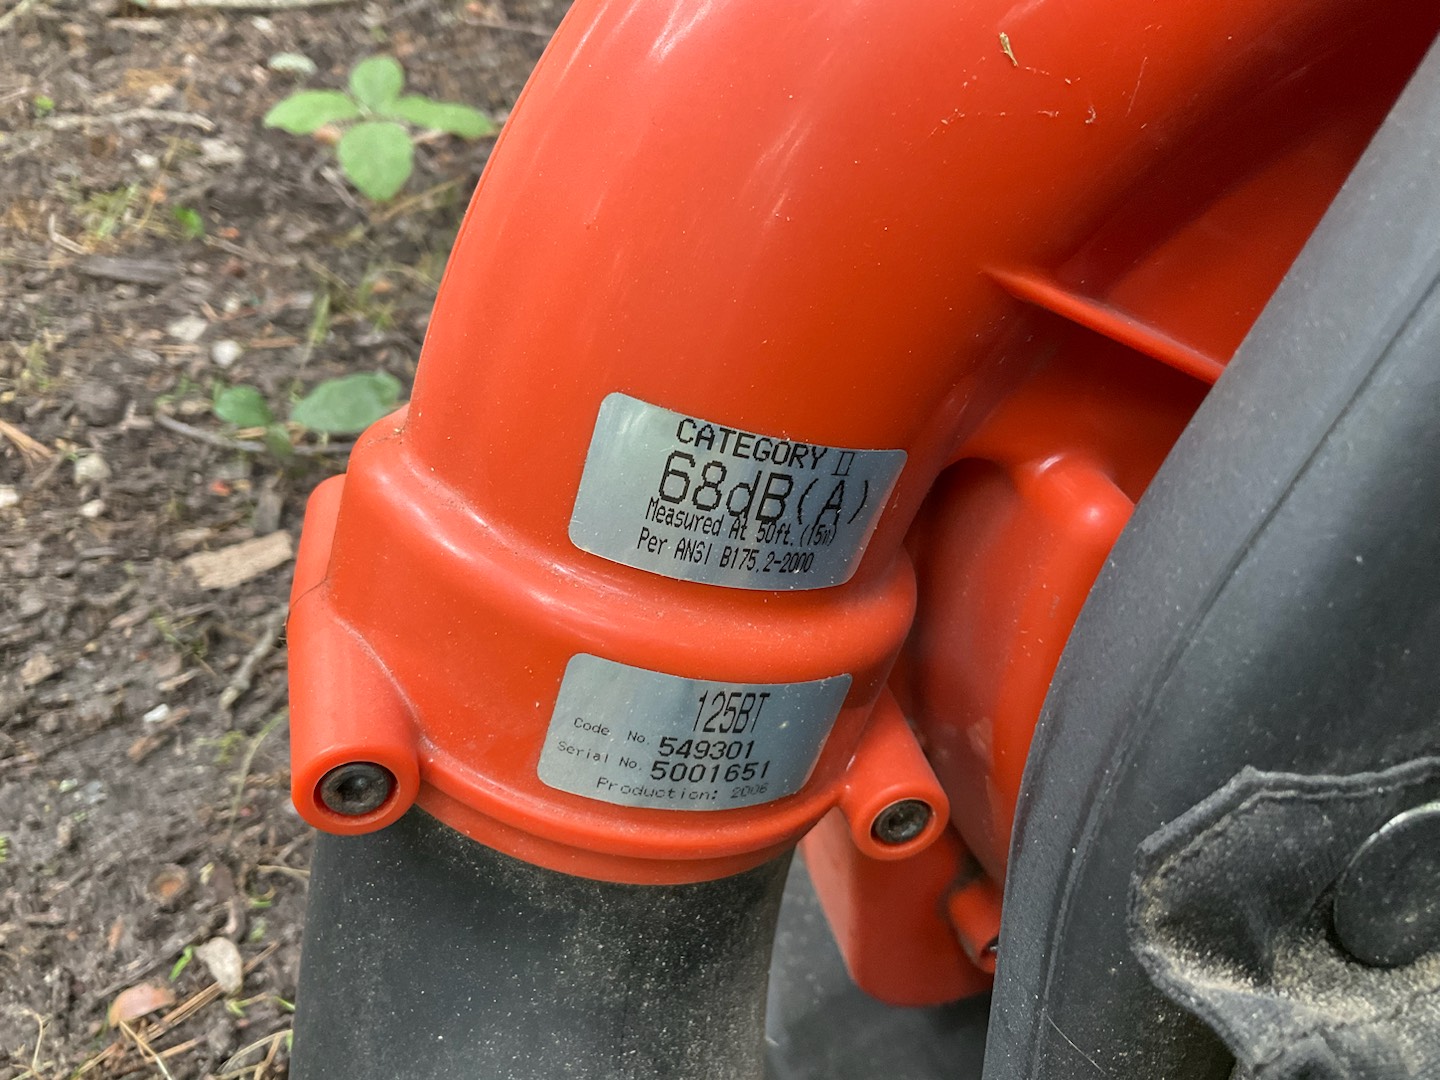 CATEGORY II
68dB(A)
Measured At 50ft.(15m)
Per ANSI B175.2-2000
125BT
Code No. 549301
Serial No. 5001651
Production: 2006